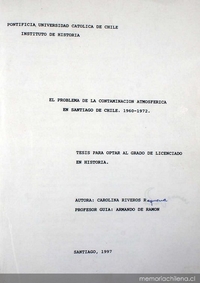 PONTIFICIA UNIVERSIDAD CATOLICA DE CHILE
INSTITUTO DE HISTORIA
EL PROBLEMA DE LA CONTAMINACION ATMOSFERICA
EN SANTIAGO DE CHILE. 1960-1972.
TESIS PARA OPTAR AL GRADO DE LICENCIADO
EN HISTORIA.
AUTORA: CAROLINA RIVEROS
PROFESOR GUIA: ARMANDO DE RAMON.
SANTIAGO, 1997
www.memoriachilena.cl